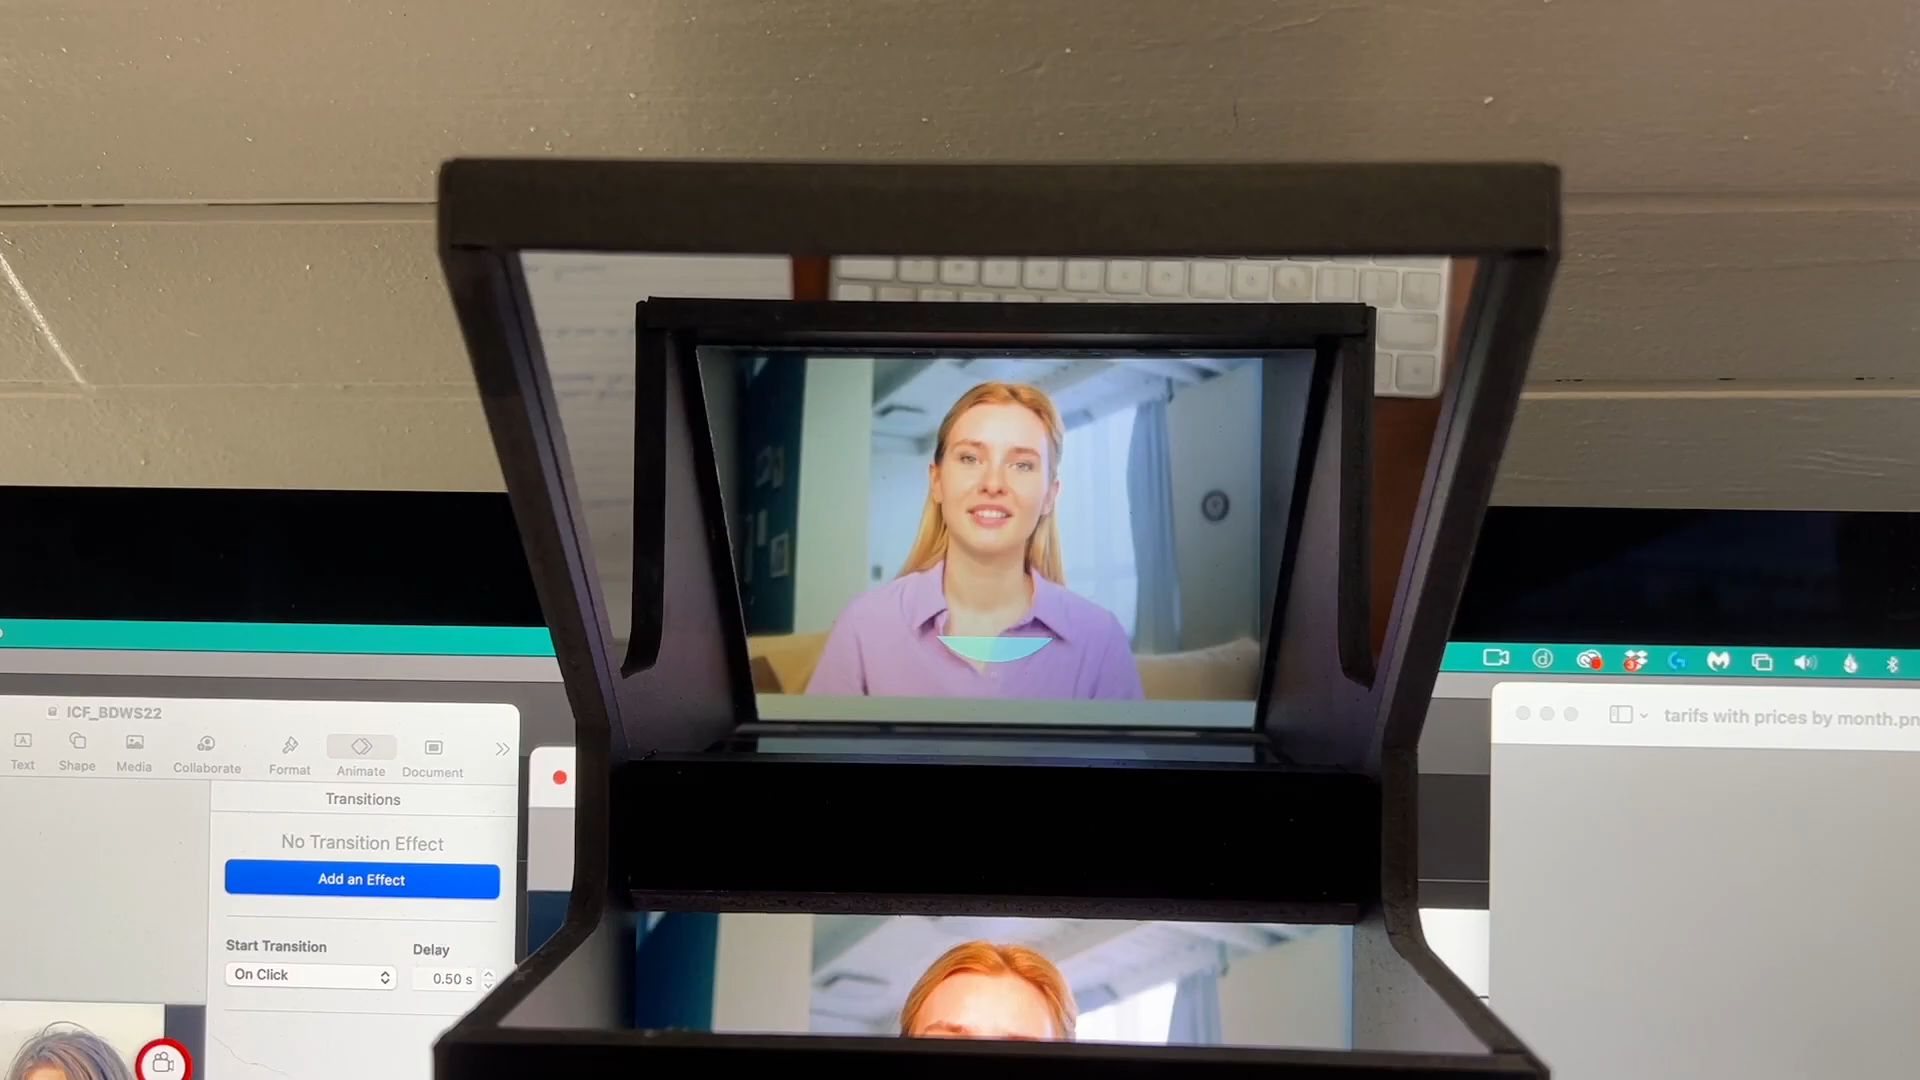 ICF_BDWS22
tarifs with prices by month.pn
Text Shape Media Collaborate Format Animate Document
Transitions
No Transition Effect
Add an Effect
Start Transition Delay
On Click 0.50 s
3